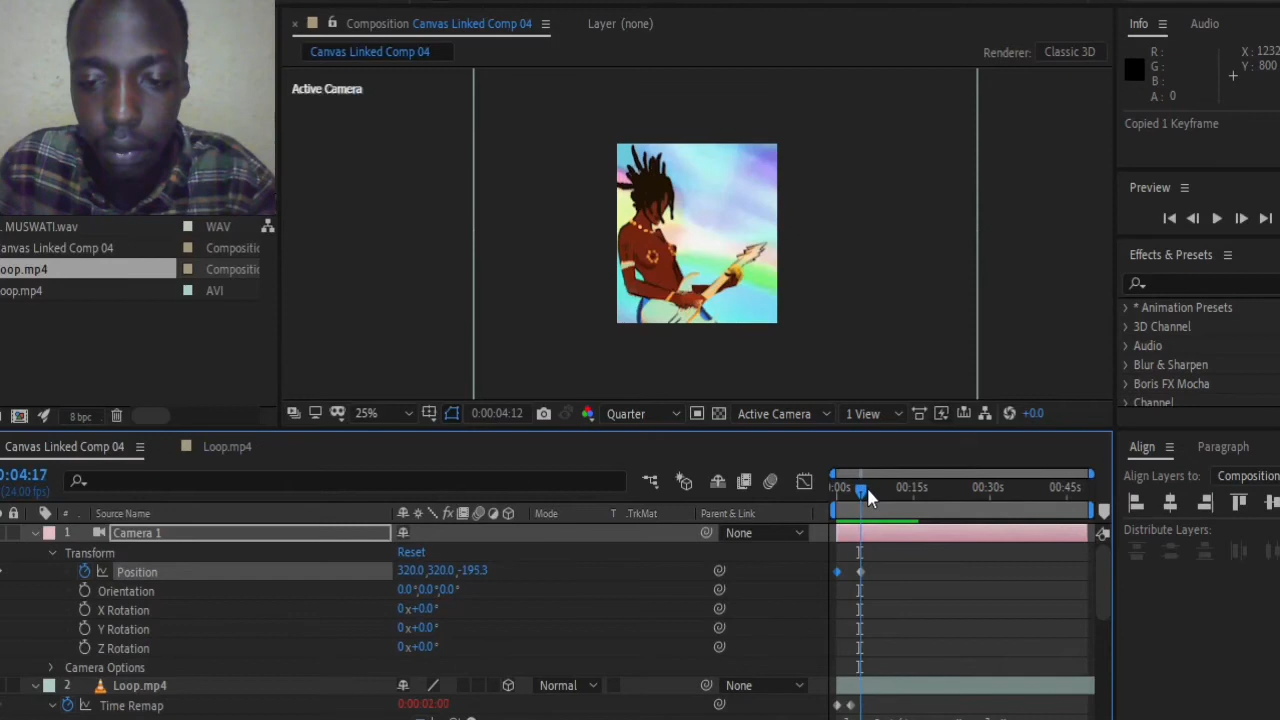 Composition Canvas Linked Comp 04
Layer (none)
Info
Audio
Canvas Linked Comp 04
Renderer: Classic 3D
R:
G:
B:
A: 0
X: 1232
Y: 800
Active Camera
Copied 1 Keyframe
Preview
. MUSWATI.wav
WAV
anvas Linked Comp 04
Compositio
oop.mp4
Compositio
oop.mp4
AVI
Effects & Presets
* Animation Presets
3D Channel
Audio
Blur & Sharpen
Boris FX Mocha
Channel
8 bpc
25%
0:00:04:12
Quarter
Active Camera
1 View
+0.0
Canvas Linked Comp 04
Loop.mp4
Align
Paragraph
0:04:17
(24.00 fps)
Align Layers to: Composition
:00s
00:15s
00:30s
00:45s
# Source Name
Mode
T .TrkMat
Parent & Link
Distribute Layers:
1 Camera 1
None
Transform
Reset
Position
320.0,320.0,-195.3
Orientation
0.0°,0.0°,0.0°
X Rotation
0x+0.0°
Y Rotation
0x+0.0°
Z Rotation
0x+0.0°
Camera Options
2 Loop.mp4
Normal
None
Time Remap
0:00:02:00